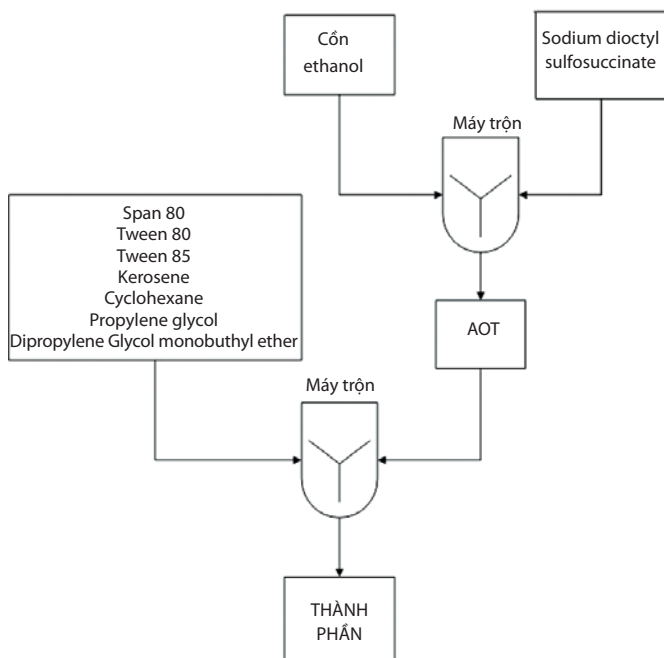 Cồn
ethanol
Sodium dioctyl
sulfosuccinate
Máy trộn
Span 80
Tween 80
Tween 85
Kerosene
Cyclohexane
Propylene glycol
Dipropylene Glycol monobuthyl ether
AOT
Máy trộn
THÀNH
PHẦN